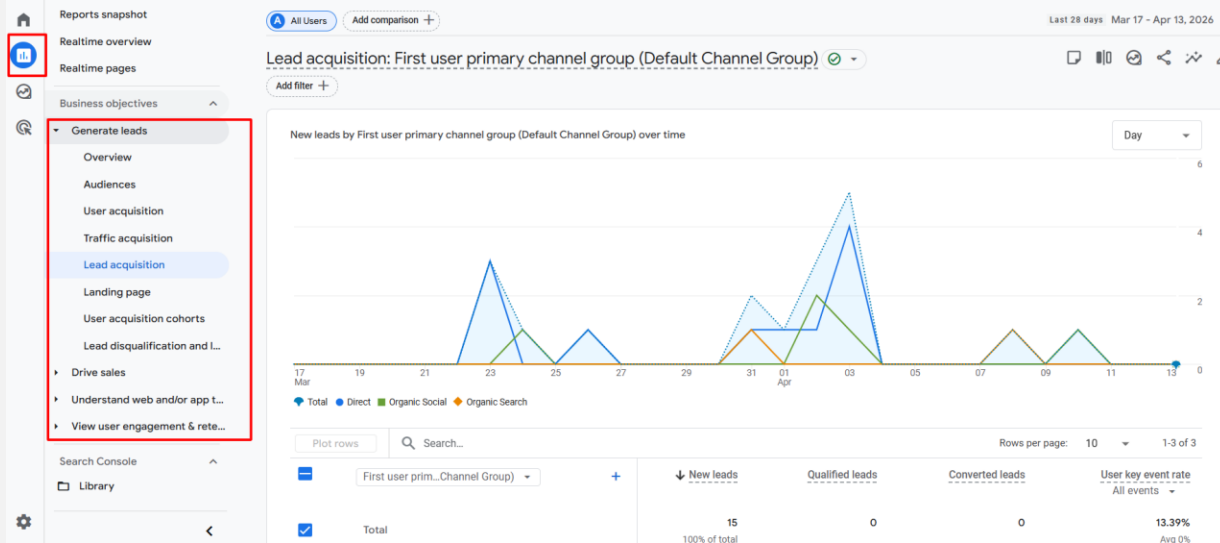 Reports snapshot
Realtime overview
Realtime pages
Business objectives
Generate leads
Overview
Audiences
User acquisition
Traffic acquisition
Lead acquisition
Landing page
User acquisition cohorts
Lead disqualification and l...
Drive sales
Understand web and/or app t...
View user engagement & rete...
Search Console
Library
A All Users
Add comparison +
Last 28 days Mar 17 - Apr 13, 2026
Lead acquisition: First user primary channel group (Default Channel Group)
Add filter +
New leads by First user primary channel group (Default Channel Group) over time
Day
6
4
2
0
17 19 21 23 25 27 29 31 01 03 05 07 09 11 13
Mar Apr
Total Direct Organic Social Organic Search
Plot rows
Search...
Rows per page: 10 1-3 of 3
First user prim...Channel Group) +
New leads Qualified leads Converted leads User key event rate
All events
Total 15 0 0 13.39%
100% of total Avg 0%